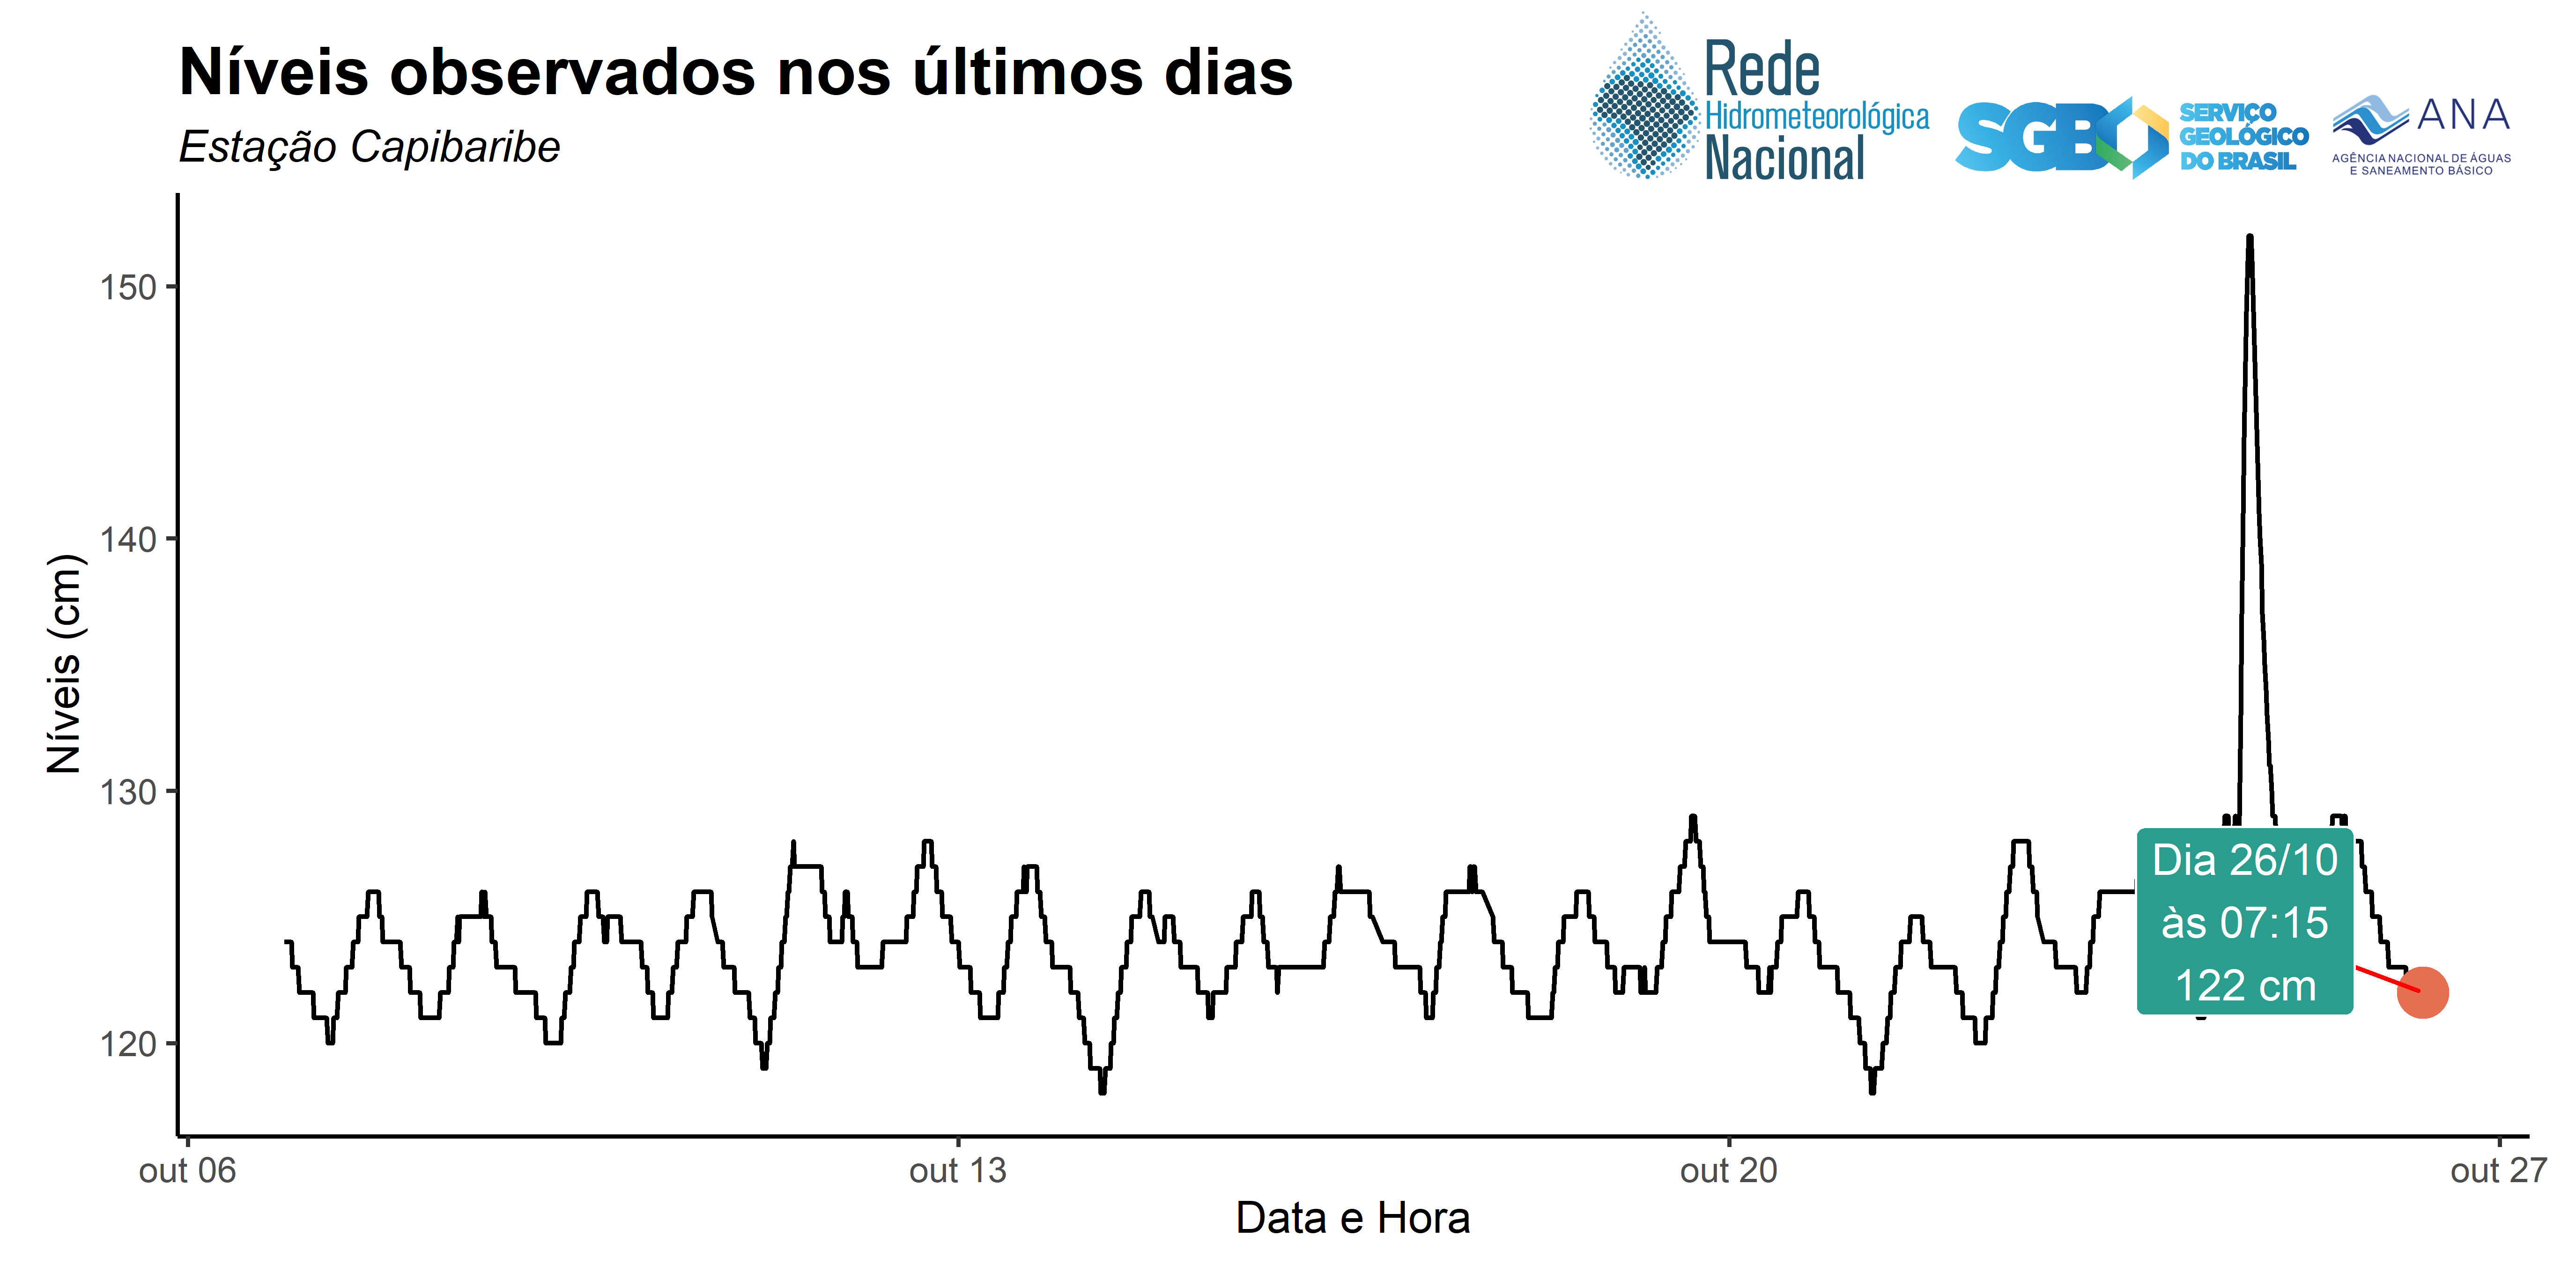 Níveis observados nos últimos dias
Estação Capibaribe
Rede
Hidrometeorológica
Nacional
SGB
SERVIÇO
GEOLÓGICO
DO BRASIL
ANA
AGÊNCIA NACIONAL DE ÁGUAS
E SANEAMENTO BÁSICO
Níveis (cm)
150
140
130
120
Dia 26/10
às 07:15
122 cm
out 06
out 13
out 20
out 27
Data e Hora